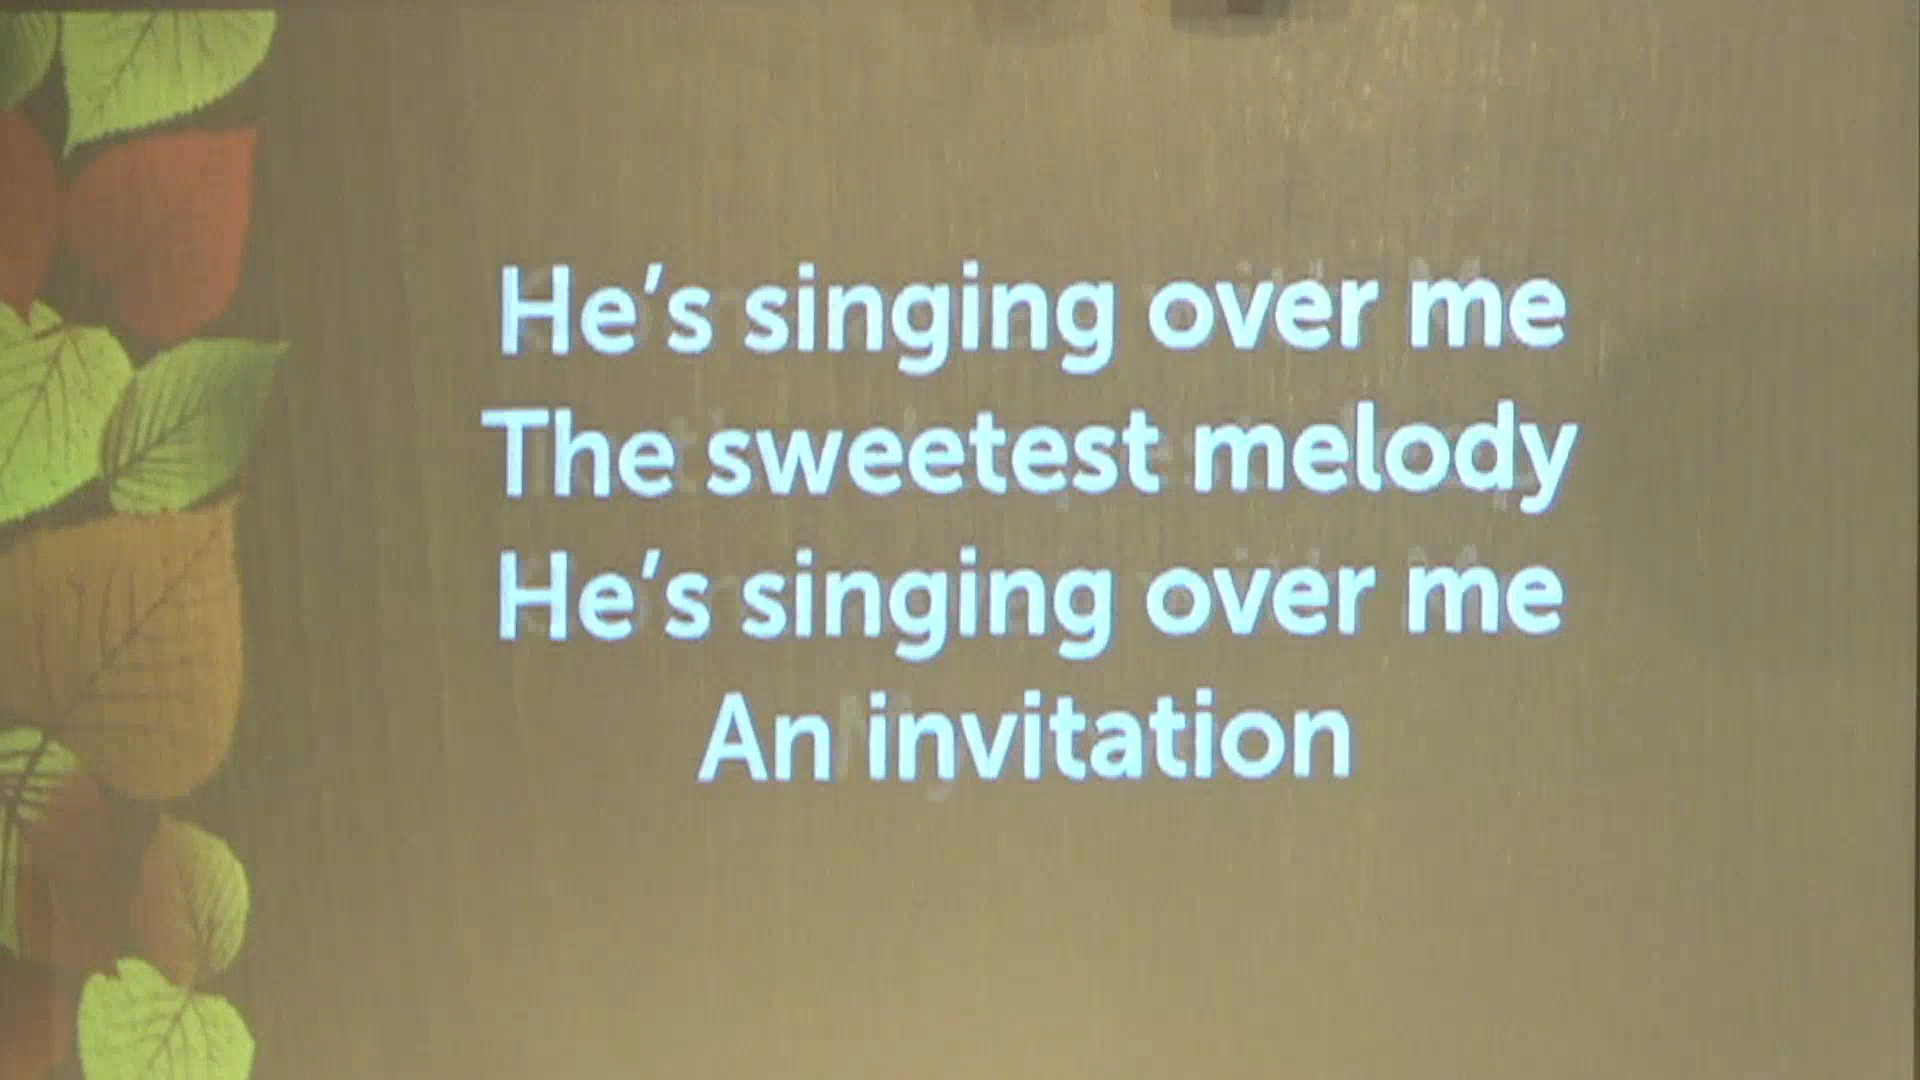 He's singing over me
The sweetest melody
He's singing over me
An invitation